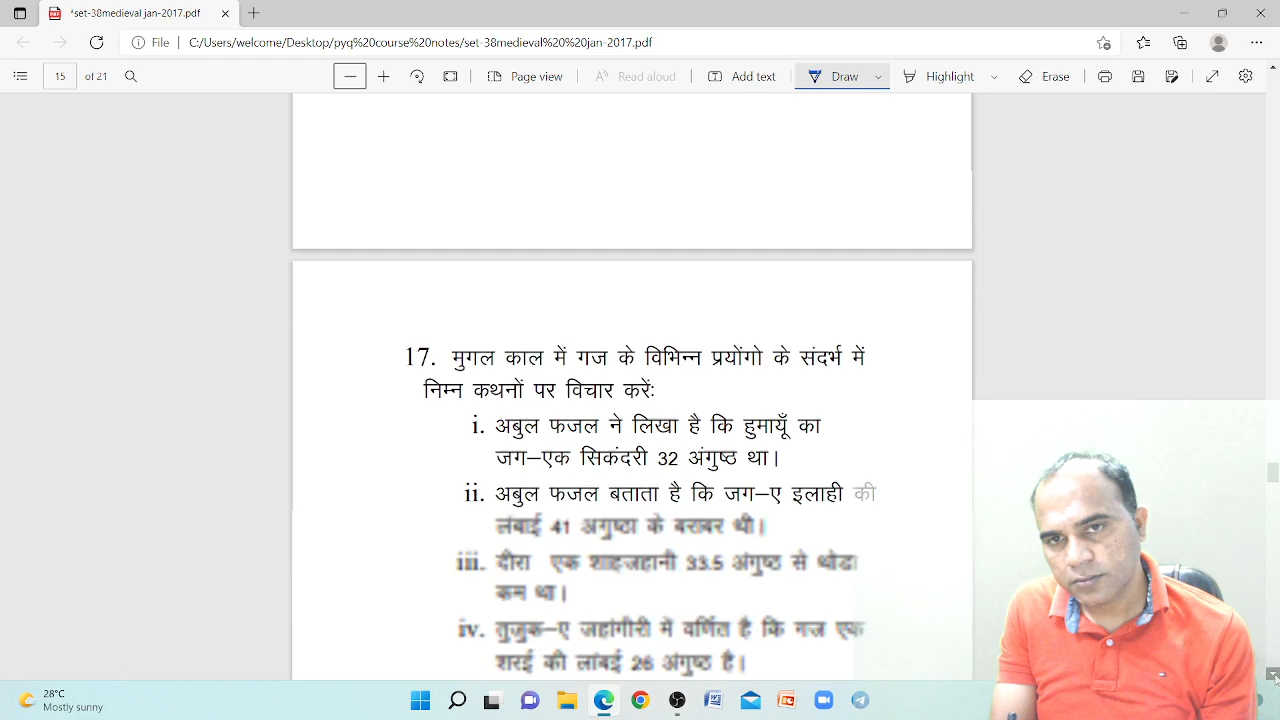 *set-38medieval jan-2017.pdf
File | C:/Users/welcome/Desktop/pyq%20course%20notes/set-38medieval%20%20jan-2017.pdf
15 of 21 Page view Read aloud Add text Draw Highlight Erase
17. मुगल काल में गज के विभिन्न प्रयोंगो के संदर्भ में
निम्न कथनों पर विचार करेंः
i. अबुल फजल ने लिखा है कि हुमायूँ का
जग–एक सिकंदरी 32 अंगुष्ठ था।
ii. अबुल फजल बताता है कि जग–ए इलाही की
लंबाई 41 अगुष्ठा के बराबर थी।
iii. दीरा एक शाहजहानी 33.5 अंगुष्ठ से थोडा
कम था।
iv. तुजुक–ए जहांगीरी में वर्णित है कि गज एक
शरई की लांबई 26 अंगुष्ठ है।
28°C
Mostly sunny